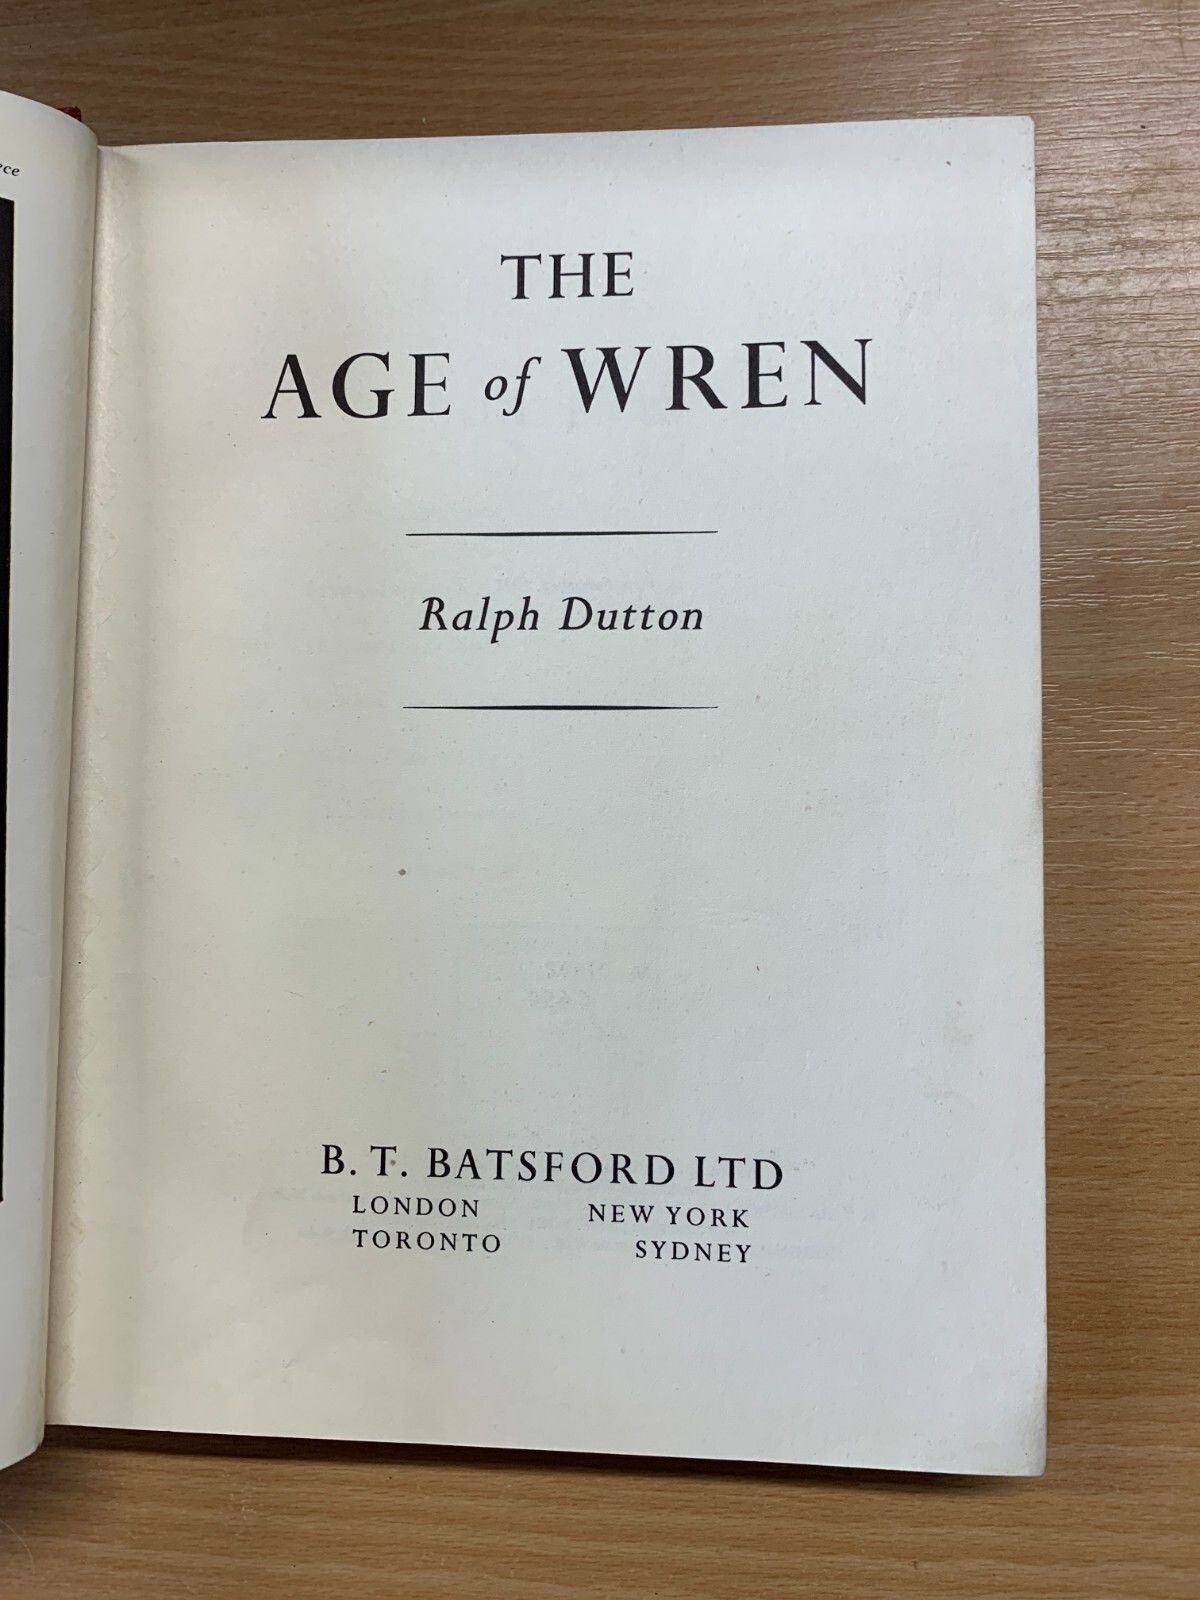 THE
AGE of WREN
Ralph Dutton
B. T. BATSFORD LTD
LONDON NEW YORK
TORONTO SYDNEY